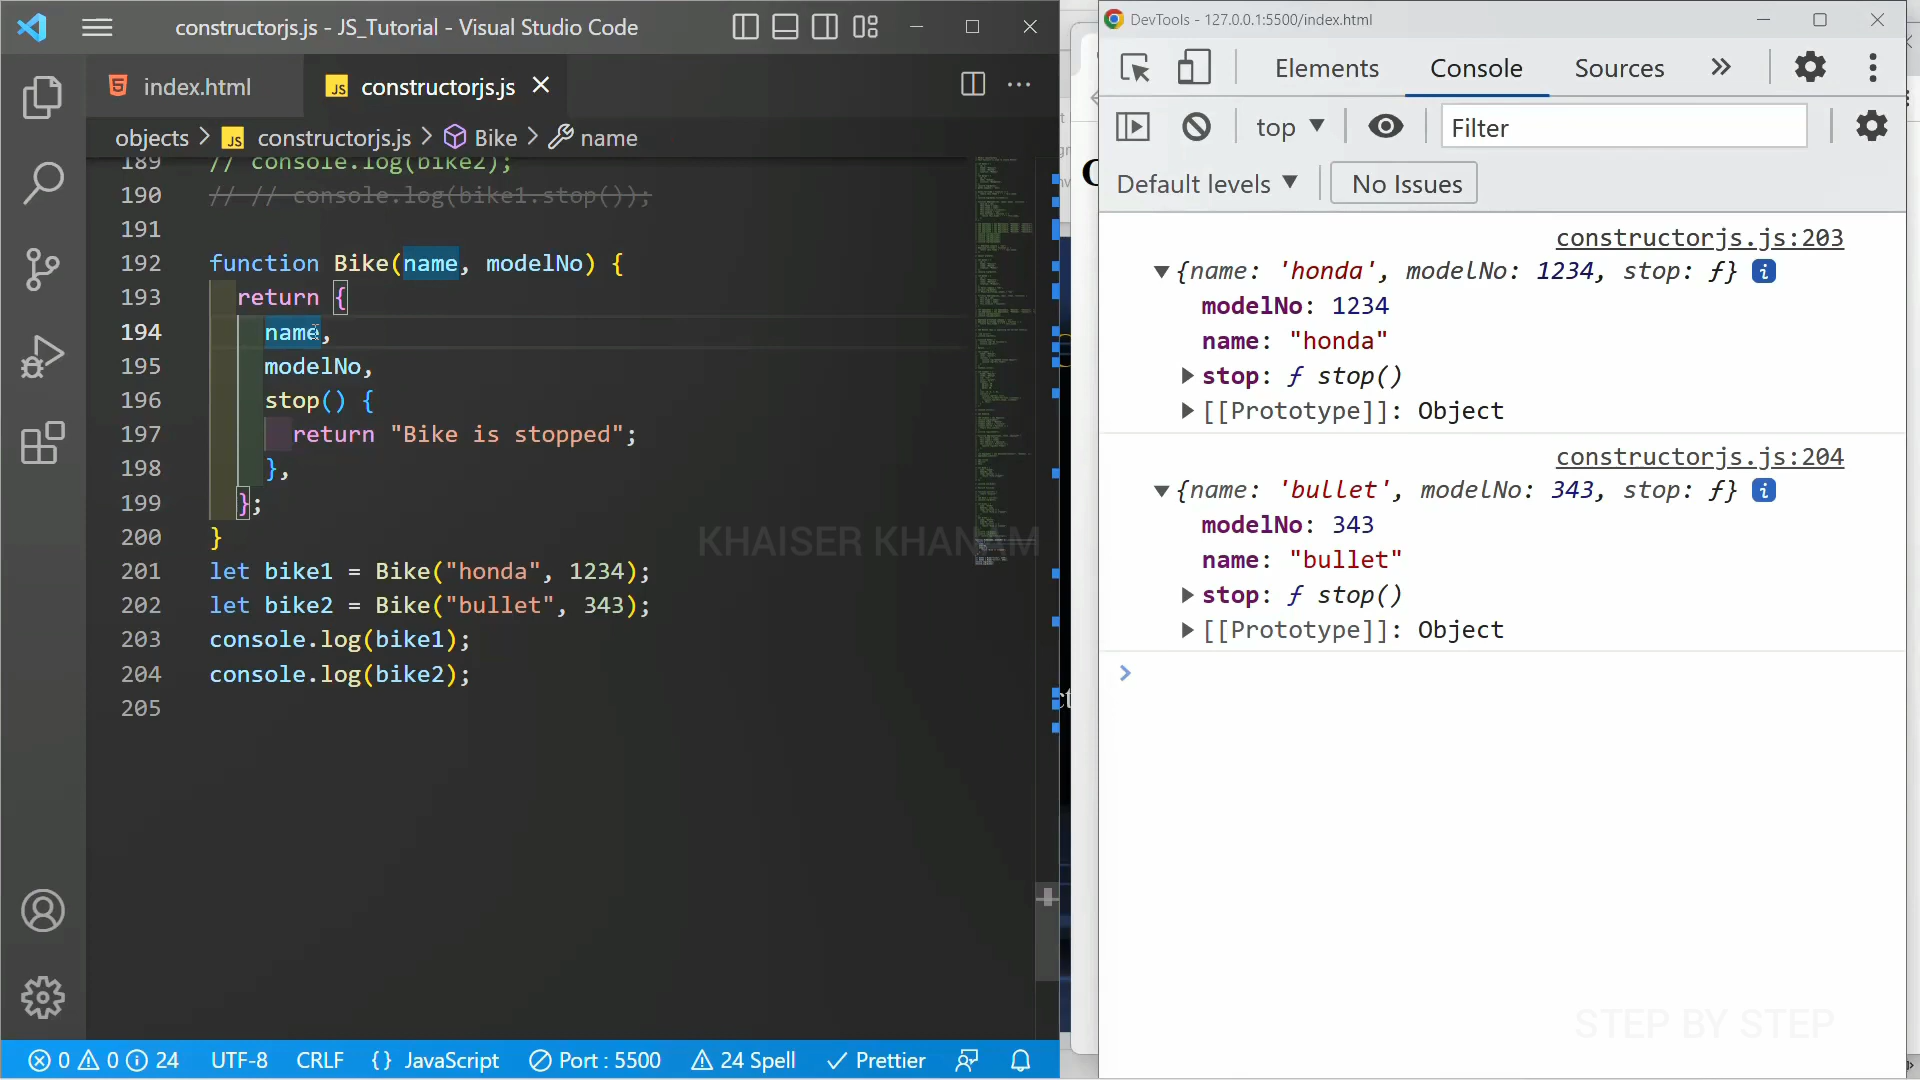 constructorjs.js - JS_Tutorial - Visual Studio Code
index.html
constructorjs.js
objects > constructorjs.js > Bike > name
189 // console.log(bike2);
190 // // console.log(bike1.stop());
191
192 function Bike(name, modelNo) {
193 return {
194 name,
195 modelNo,
196 stop() {
197 return "Bike is stopped";
198 },
199 };
200 }
201 let bike1 = Bike("honda", 1234);
202 let bike2 = Bike("bullet", 343);
203 console.log(bike1);
204 console.log(bike2);
205
KHAISER KHANAM
0 0 24 UTF-8 CRLF {} JavaScript Port : 5500 24 Spell Prettier
DevTools - 127.0.0.1:5500/index.html
Elements Console Sources
top Filter
Default levels No Issues
constructorjs.js:203
{name: 'honda', modelNo: 1234, stop: ƒ}
modelNo: 1234
name: "honda"
stop: ƒ stop()
[[Prototype]]: Object
constructorjs.js:204
{name: 'bullet', modelNo: 343, stop: ƒ}
modelNo: 343
name: "bullet"
stop: ƒ stop()
[[Prototype]]: Object
STEP BY STEP